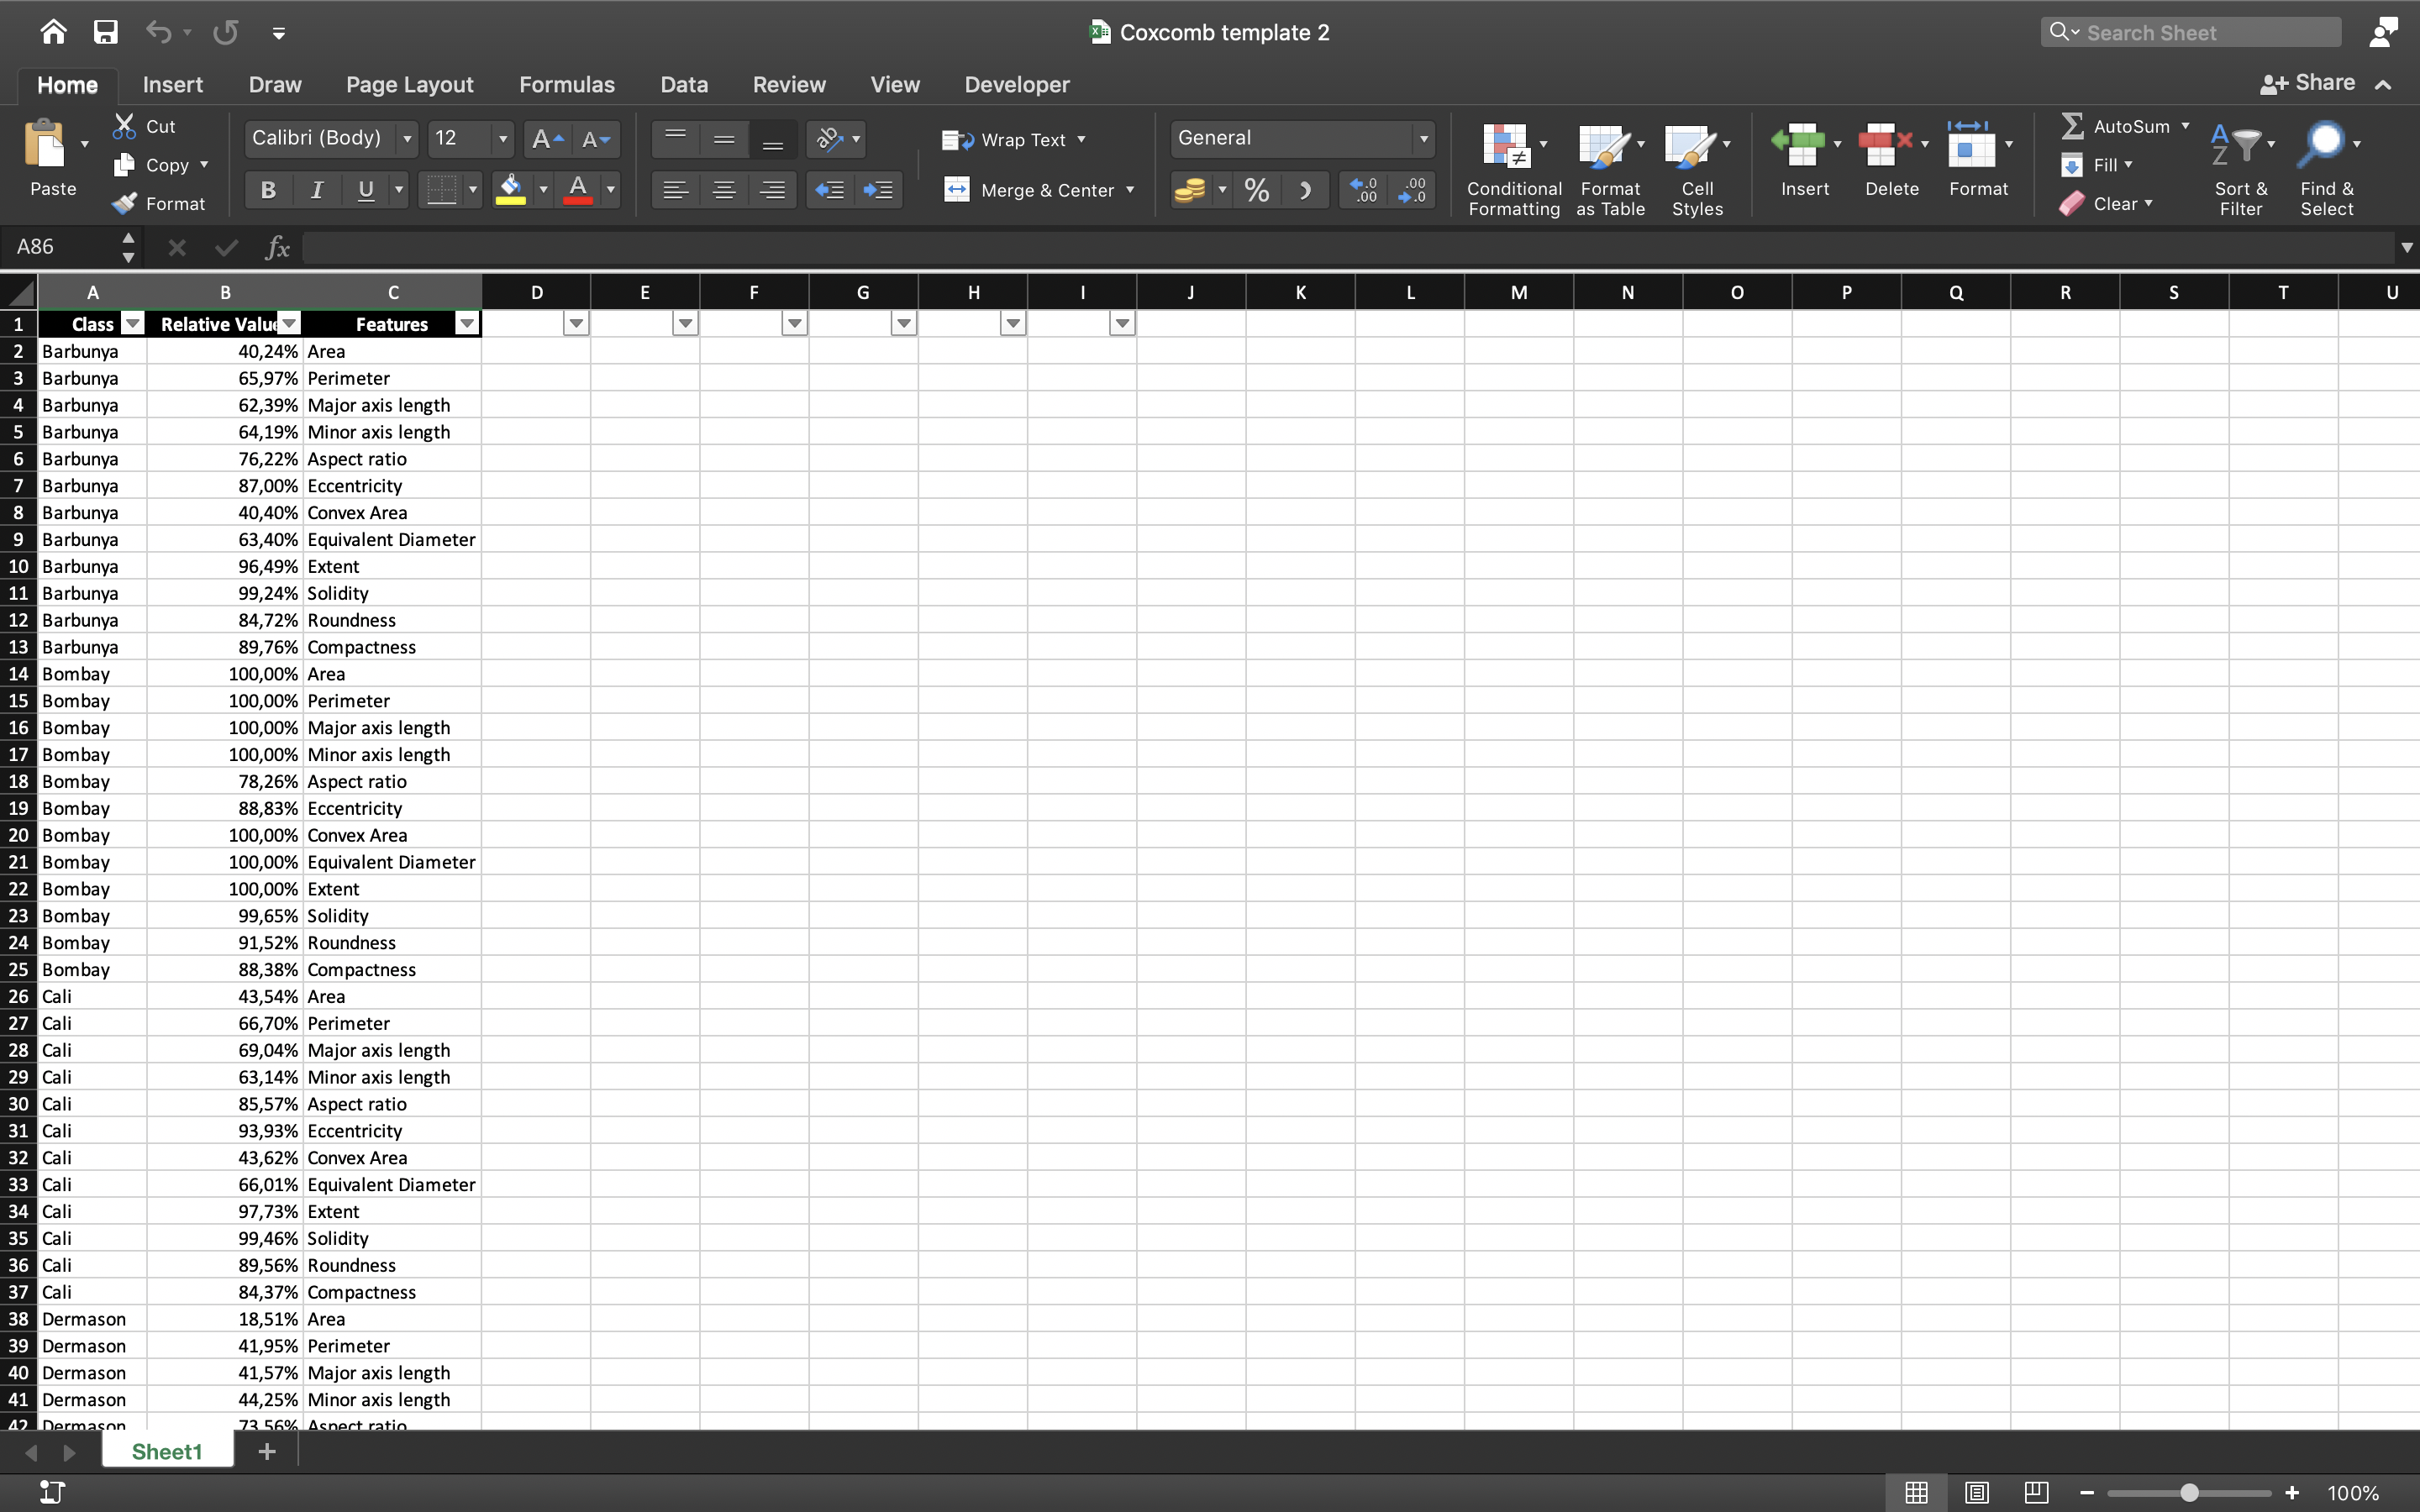 Coxcomb template 2
Search Sheet
Home Insert Draw Page Layout Formulas Data Review View Developer Share
Paste Cut Copy Format
Calibri (Body) 12
B I U
Wrap Text
Merge & Center
General
Conditional Formatting
Format as Table
Cell Styles
Insert Delete Format
AutoSum
Fill
Clear
Sort & Filter
Find & Select
A86 fx
A B C D E F G H I J K L M N O P Q R S T U
1 Class Relative Value Features
2 Barbunya 40,24% Area
3 Barbunya 65,97% Perimeter
4 Barbunya 62,39% Major axis length
5 Barbunya 64,19% Minor axis length
6 Barbunya 76,22% Aspect ratio
7 Barbunya 87,00% Eccentricity
8 Barbunya 40,40% Convex Area
9 Barbunya 63,40% Equivalent Diameter
10 Barbunya 96,49% Extent
11 Barbunya 99,24% Solidity
12 Barbunya 84,72% Roundness
13 Barbunya 89,76% Compactness
14 Bombay 100,00% Area
15 Bombay 100,00% Perimeter
16 Bombay 100,00% Major axis length
17 Bombay 100,00% Minor axis length
18 Bombay 78,26% Aspect ratio
19 Bombay 88,83% Eccentricity
20 Bombay 100,00% Convex Area
21 Bombay 100,00% Equivalent Diameter
22 Bombay 100,00% Extent
23 Bombay 99,65% Solidity
24 Bombay 91,52% Roundness
25 Bombay 88,38% Compactness
26 Cali 43,54% Area
27 Cali 66,70% Perimeter
28 Cali 69,04% Major axis length
29 Cali 63,14% Minor axis length
30 Cali 85,57% Aspect ratio
31 Cali 93,93% Eccentricity
32 Cali 43,62% Convex Area
33 Cali 66,01% Equivalent Diameter
34 Cali 97,73% Extent
35 Cali 99,46% Solidity
36 Cali 89,56% Roundness
37 Cali 84,37% Compactness
38 Dermason 18,51% Area
39 Dermason 41,95% Perimeter
40 Dermason 41,57% Major axis length
41 Dermason 44,25% Minor axis length
42 Dermason 73,56% Aspect ratio
Sheet1
100%